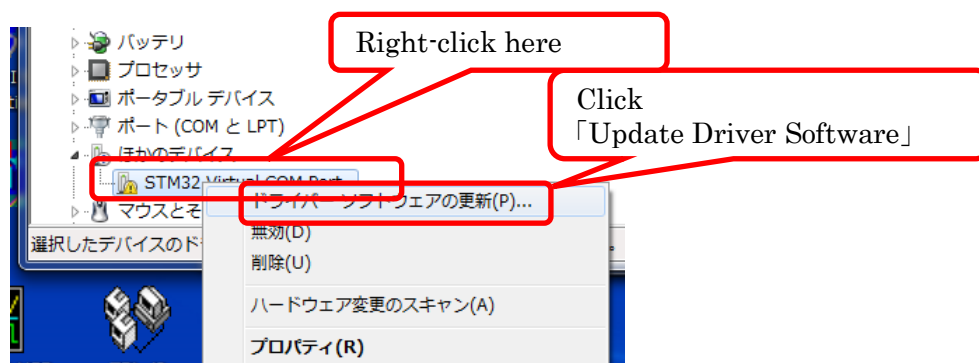 バッテリ
Right-click here
プロセッサ
ポータブル デバイス
Click
「Update Driver Software」
ポート (COM と LPT)
ほかのデバイス
STM32 Virtual COM Port
ドライバー ソフトウェアの更新(P)...
マウスとそ
無効(D)
選択したデバイスのド
削除(U)
ハードウェア変更のスキャン(A)
プロパティ(R)